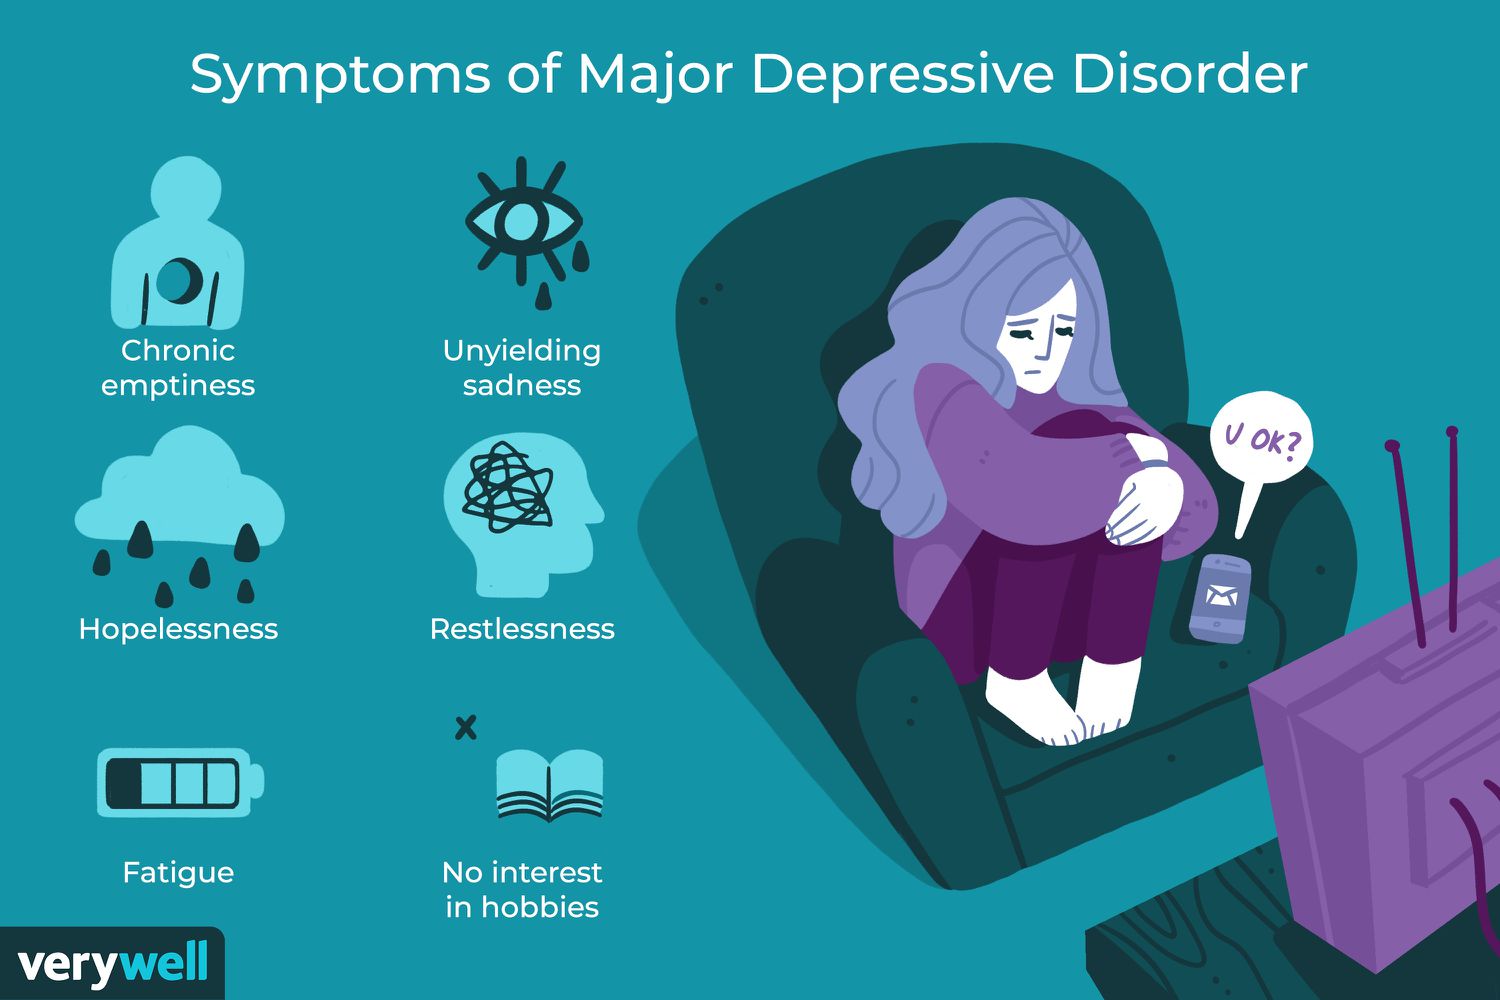 Symptoms of Major Depressive Disorder
Chronic
emptiness
Unyielding
sadness
Hopelessness
Restlessness
Fatigue
No interest
in hobbies
U OK?
verywell